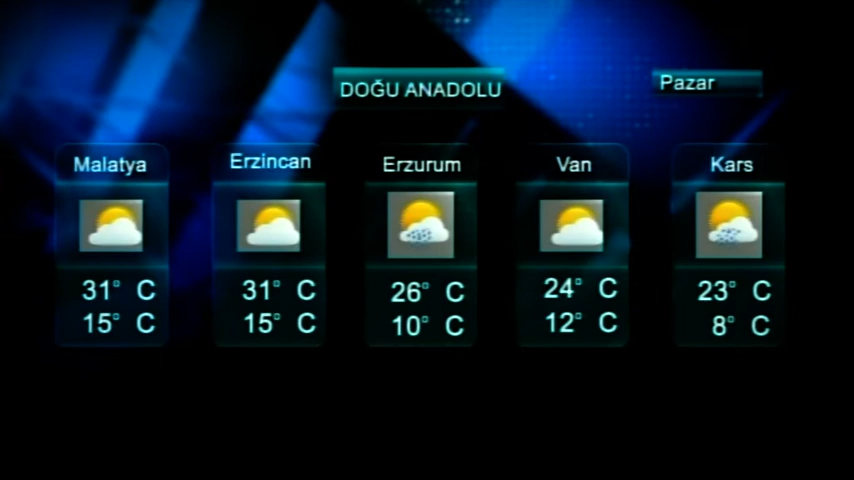 DOĞU ANADOLU
Pazar
Malatya
31° C
15° C
Erzincan
31° C
15° C
Erzurum
26° C
10° C
Van
24° C
12° C
Kars
23° C
8° C